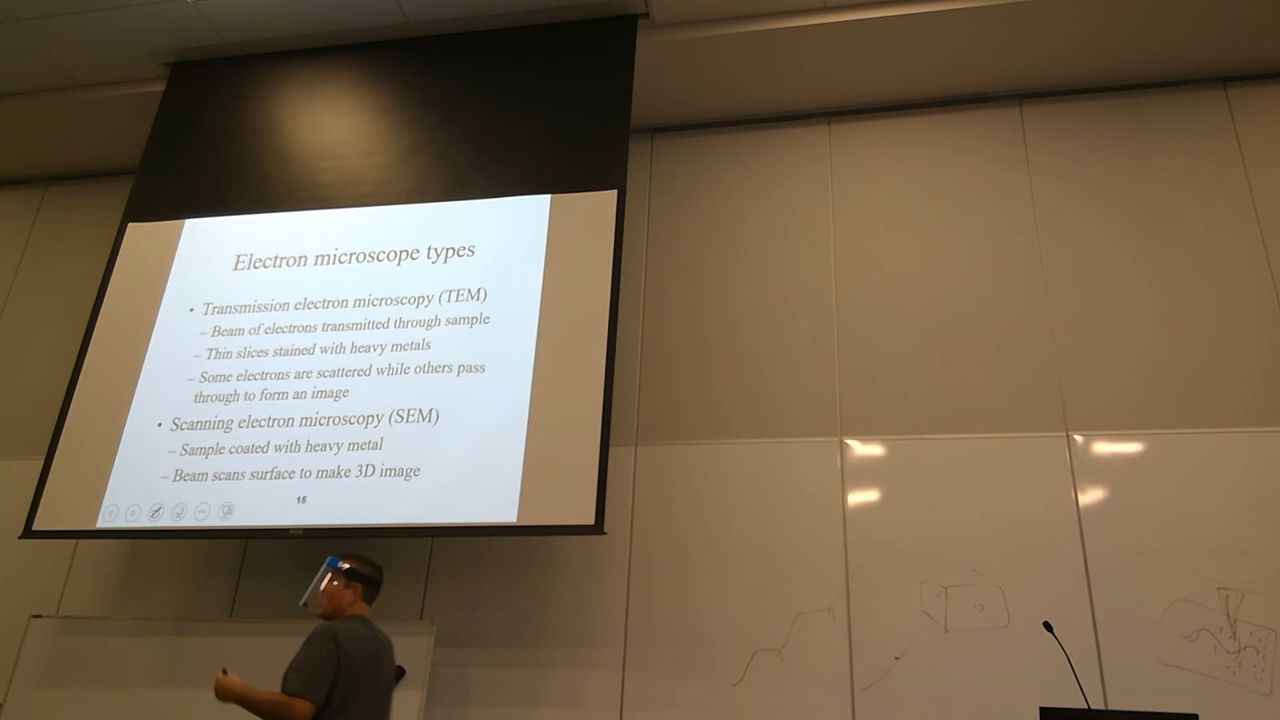 Electron microscope types
• Transmission electron microscopy (TEM)
– Beam of electrons transmitted through sample
– Thin slices stained with heavy metals
– Some electrons are scattered while others pass
through to form an image
• Scanning electron microscopy (SEM)
– Sample coated with heavy metal
– Beam scans surface to make 3D image
15